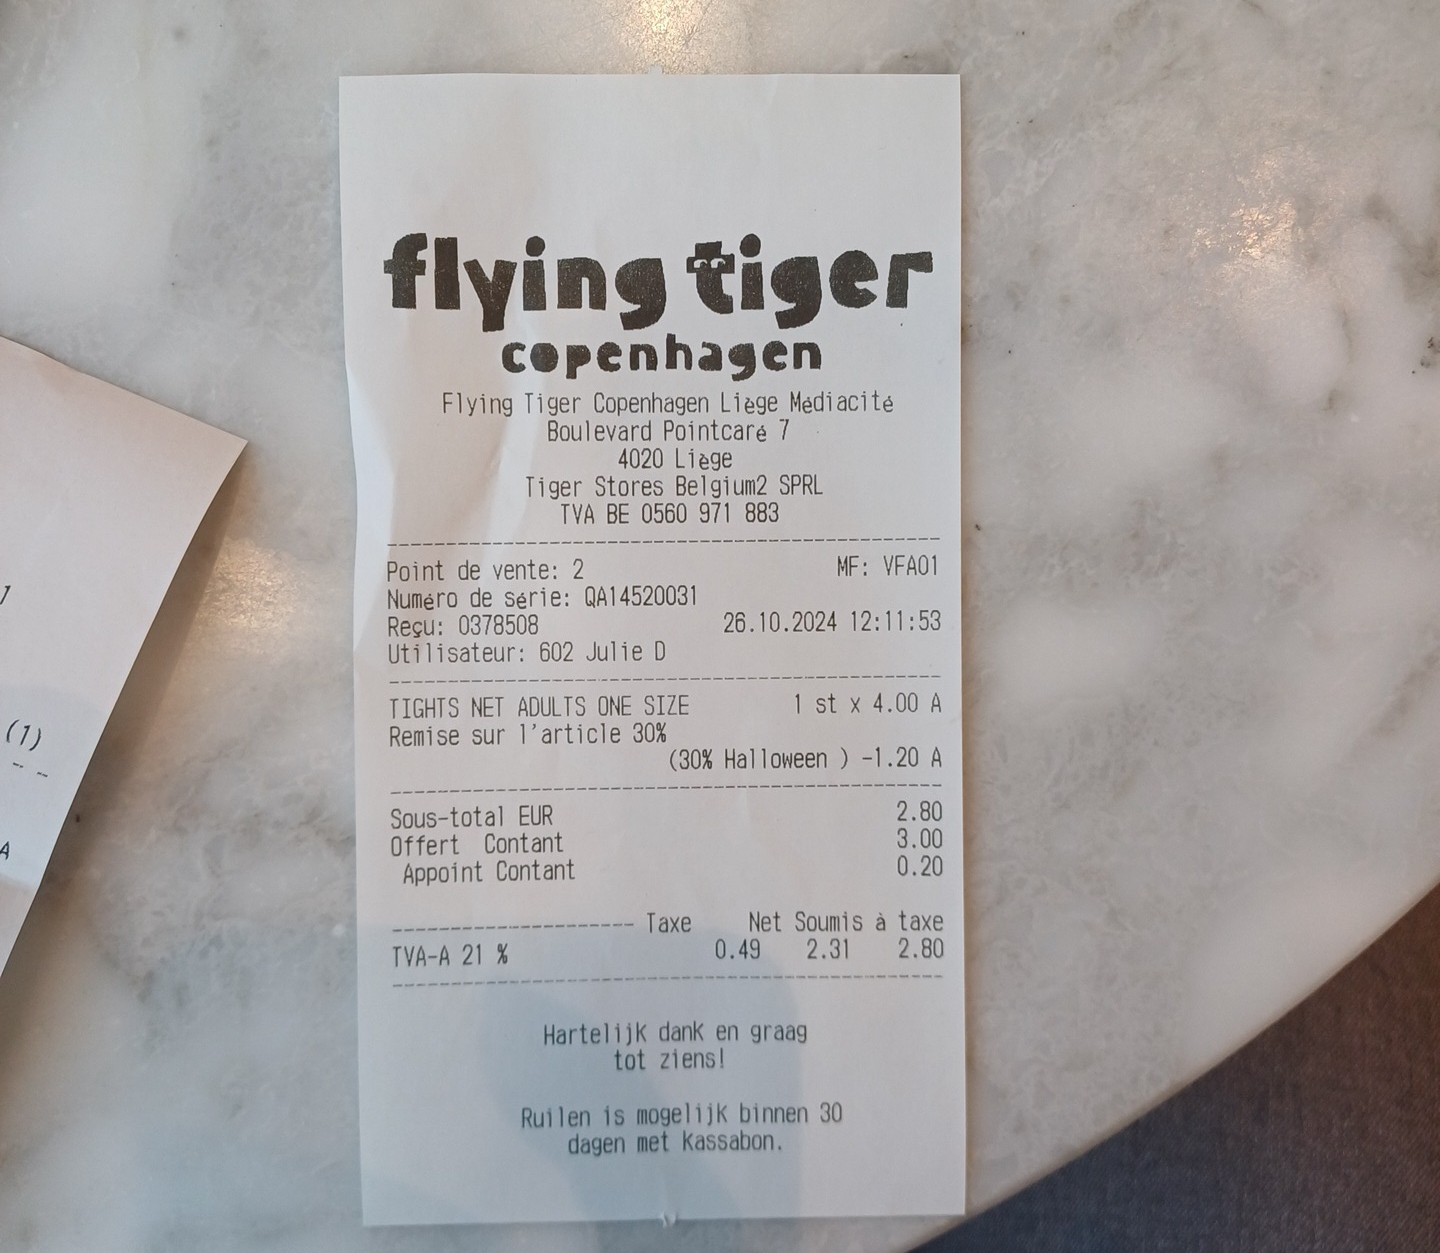 flying tiger
copenhagen
Flying Tiger Copenhagen Liège Médiacité
Boulevard Pointcaré 7
4020 Liège
Tiger Stores Belgium2 SPRL
TVA BE 0560 971 883
Point de vente: 2 MF: VFA01
Numéro de série: QA14520031
Reçu: 0378508 26.10.2024 12:11:53
Utilisateur: 602 Julie D
TIGHTS NET ADULTS ONE SIZE 1 st x 4.00 A
Remise sur l'article 30%
(30% Halloween ) -1.20 A
Sous-total EUR 2.80
Offert Contant 3.00
Appoint Contant 0.20
Taxe Net Soumis à taxe
TVA-A 21 % 0.49 2.31 2.80
Hartelijk dank en graag
tot ziens!
Ruilen is mogelijk binnen 30
dagen met kassabon.
(1)
A